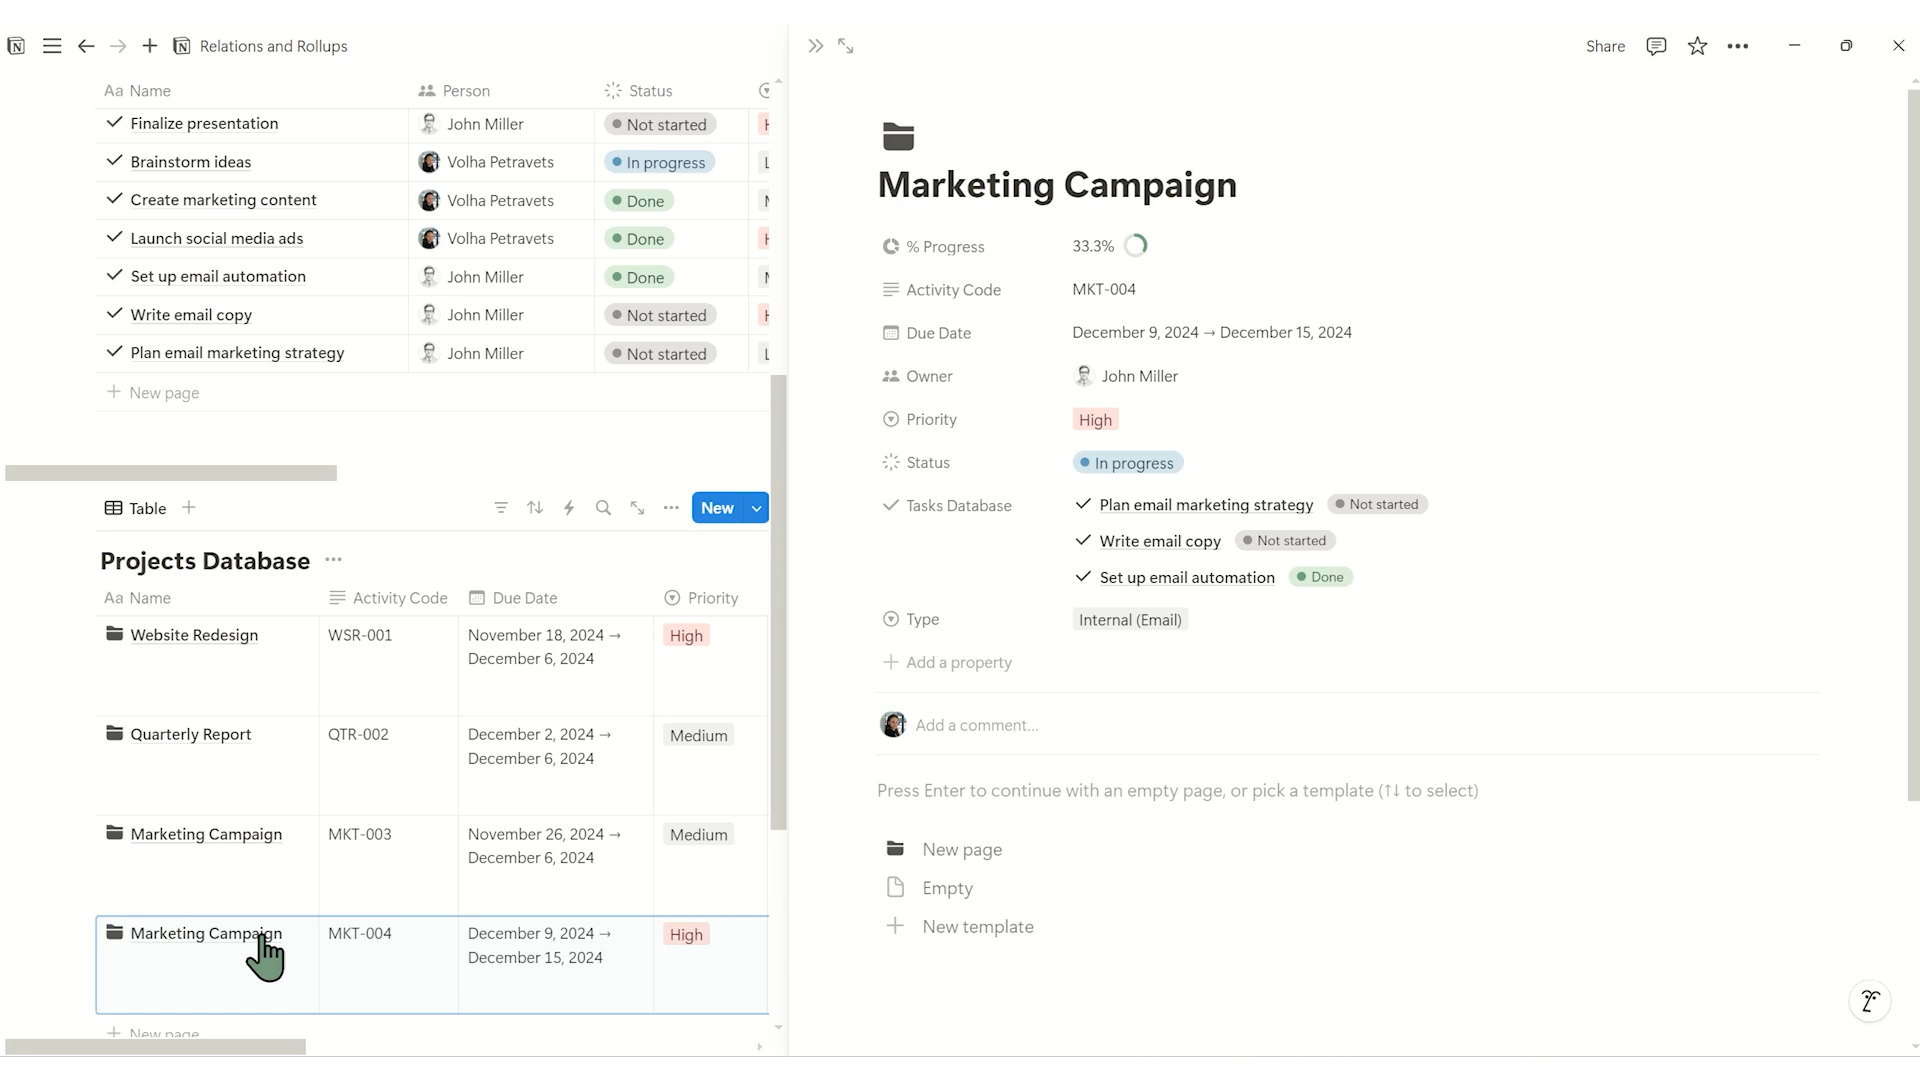 Relations and Rollups
Aa Name Person Status
Finalize presentation John Miller Not started
Brainstorm ideas Volha Petravets In progress
Create marketing content Volha Petravets Done
Launch social media ads Volha Petravets Done
Set up email automation John Miller Done
Write email copy John Miller Not started
Plan email marketing strategy John Miller Not started
New page
Table New
Projects Database
Aa Name Activity Code Due Date Priority
Website Redesign WSR-001 November 18, 2024 → High
December 6, 2024
Quarterly Report QTR-002 December 2, 2024 → Medium
December 6, 2024
Marketing Campaign MKT-003 November 26, 2024 → Medium
December 6, 2024
Marketing Campaign MKT-004 December 9, 2024 → High
December 15, 2024
New page
Share
Marketing Campaign
% Progress 33.3%
Activity Code MKT-004
Due Date December 9, 2024 → December 15, 2024
Owner John Miller
Priority High
Status In progress
Tasks Database Plan email marketing strategy Not started
Write email copy Not started
Set up email automation Done
Type Internal (Email)
Add a property
Add a comment...
Press Enter to continue with an empty page, or pick a template (↑↓ to select)
New page
Empty
New template